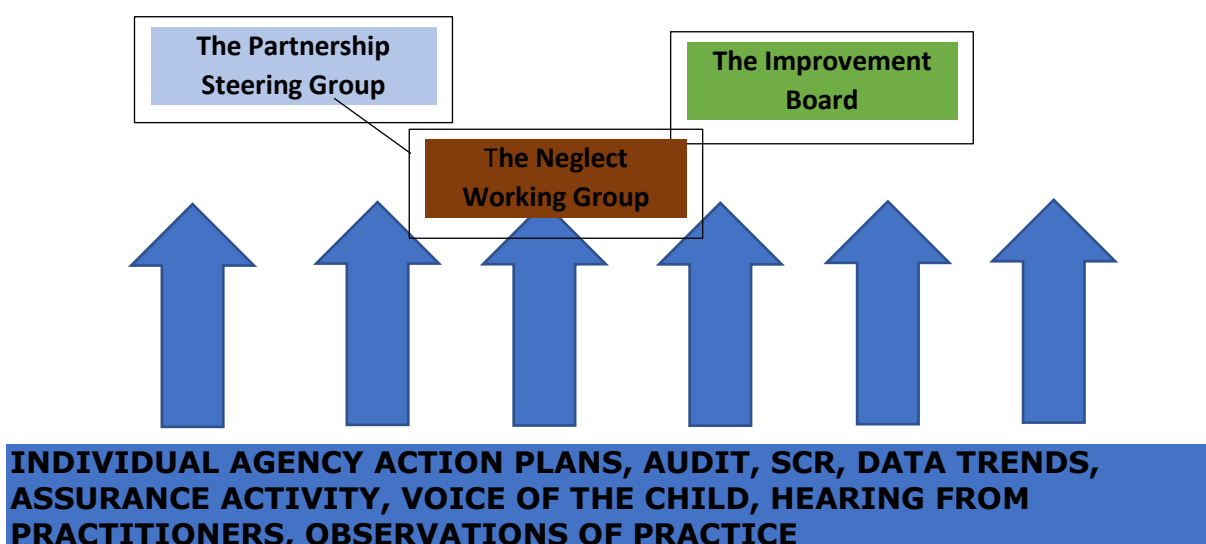 The Partnership
Steering Group
The Improvement
Board
The Neglect
Working Group
INDIVIDUAL AGENCY ACTION PLANS, AUDIT, SCR, DATA TRENDS,
ASSURANCE ACTIVITY, VOICE OF THE CHILD, HEARING FROM
PRACTITIONERS, OBSERVATIONS OF PRACTICE